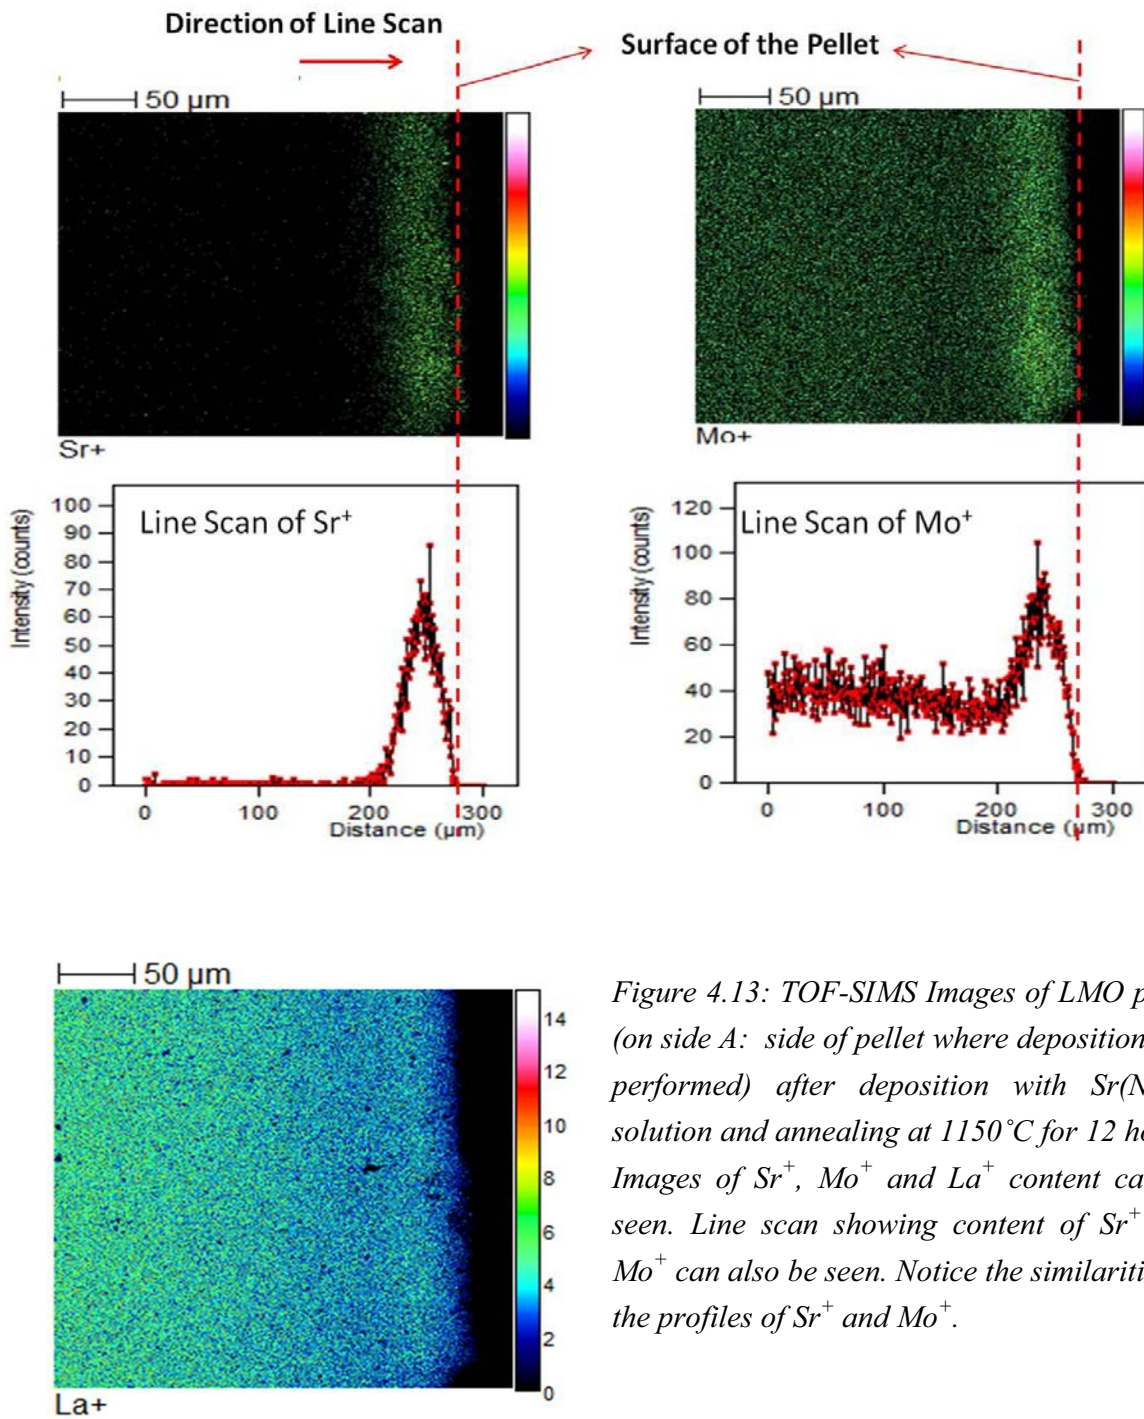 Direction of Line Scan
Surface of the Pellet
50 µm
50 µm
Sr+
Mo+
Line Scan of Sr+
Intensity (counts)
100
90
80
70
60
50
40
30
20
10
0
0 100 200 300
Distance (µm)
Line Scan of Mo+
Intensity (counts)
120
100
80
60
40
20
0
0 100 200 300
Distance (µm)
50 µm
14
12
10
8
6
4
2
0
La+
Figure 4.13: TOF-SIMS Images of LMO
(on side A: side of pellet where deposition
performed) after deposition with
solution and annealing at 1150˚C for 12
Images of Sr+, Mo+ and La+ content
seen. Line scan showing content of Sr+
Mo+ can also be seen. Notice the
the profiles of Sr+ and Mo+.